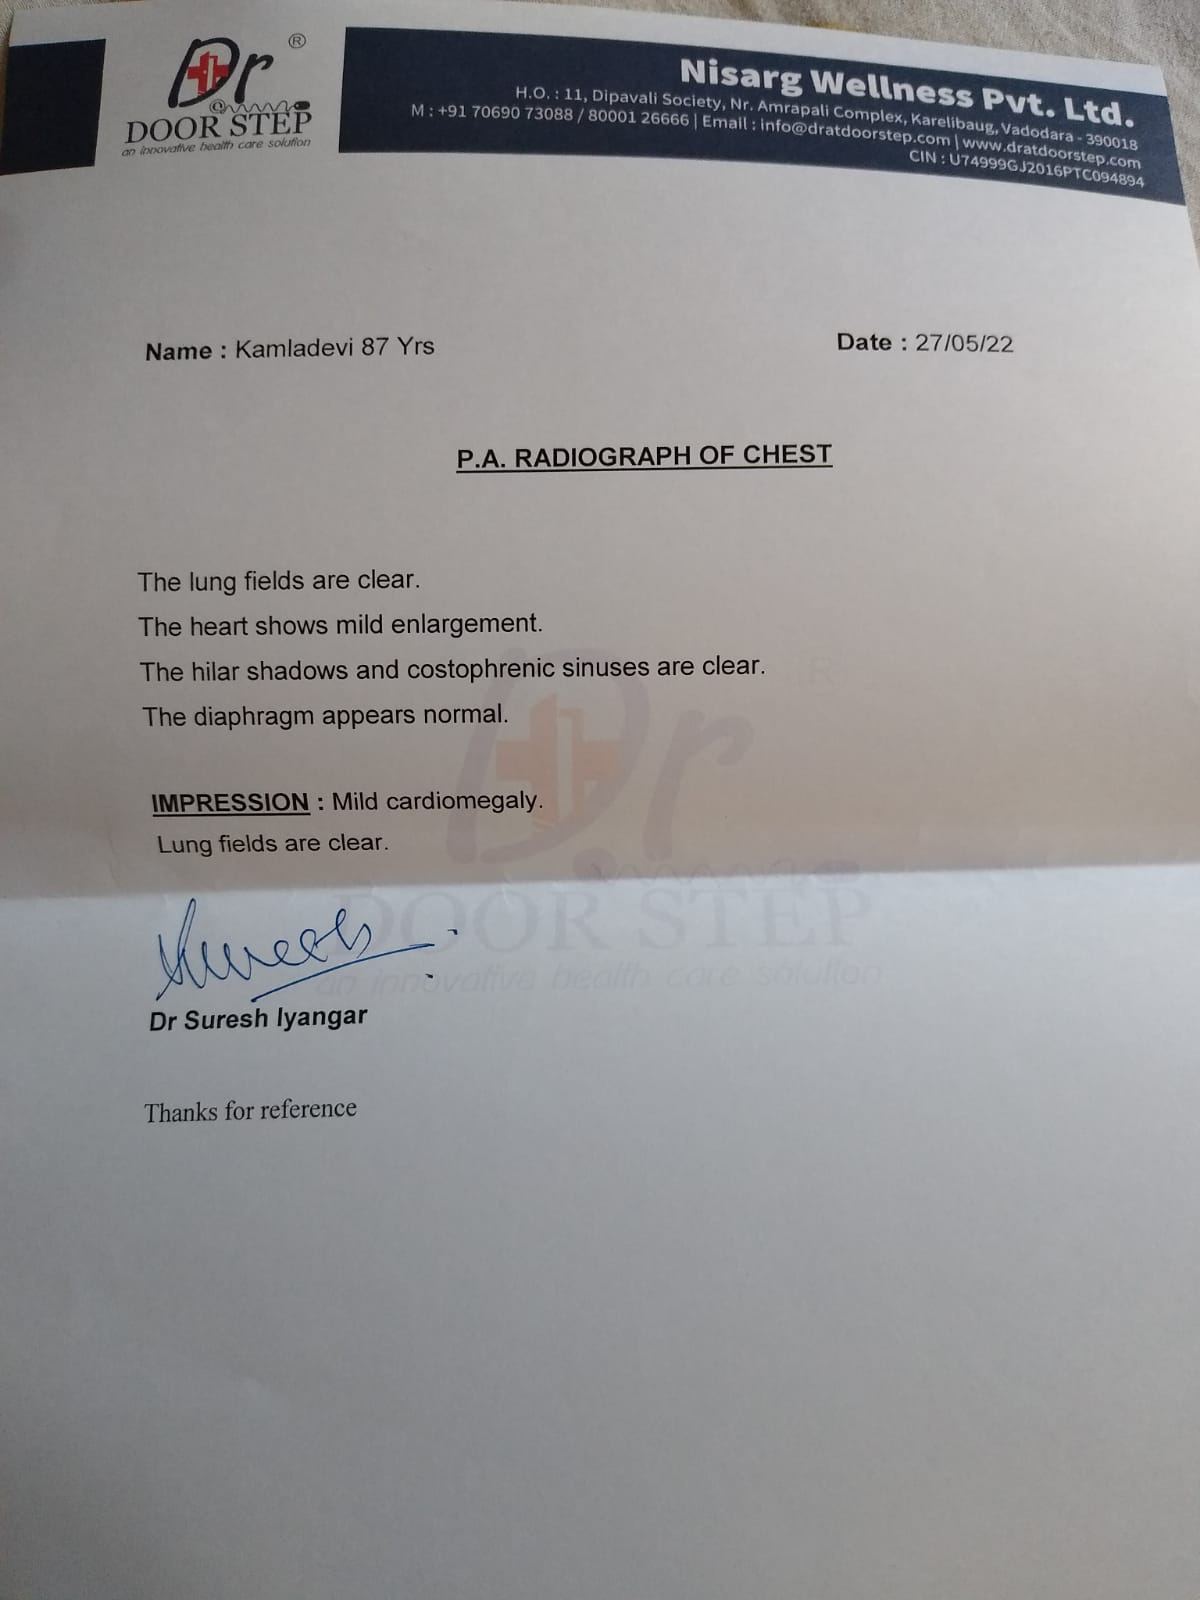 Dr ®
DOOR STEP
an innovative health care solution
Nisarg Wellness Pvt. Ltd.
H.O. : 11, Dipavali Society, Nr. Amrapali Complex, Karelibaug, Vadodara - 390018
M : +91 70690 73088 / 80001 26666 | Email : info@dratdoorstep.com | www.dratdoorstep.com
CIN : U74999GJ2016PTC094894
Name : Kamladevi 87 Yrs
Date : 27/05/22
P.A. RADIOGRAPH OF CHEST
The lung fields are clear.
The heart shows mild enlargement.
The hilar shadows and costophrenic sinuses are clear.
The diaphragm appears normal.
IMPRESSION : Mild cardiomegaly.
Lung fields are clear.
Dr R
DOOR STEP
an innovative health care solution
Suresh
Dr Suresh Iyangar
Thanks for reference